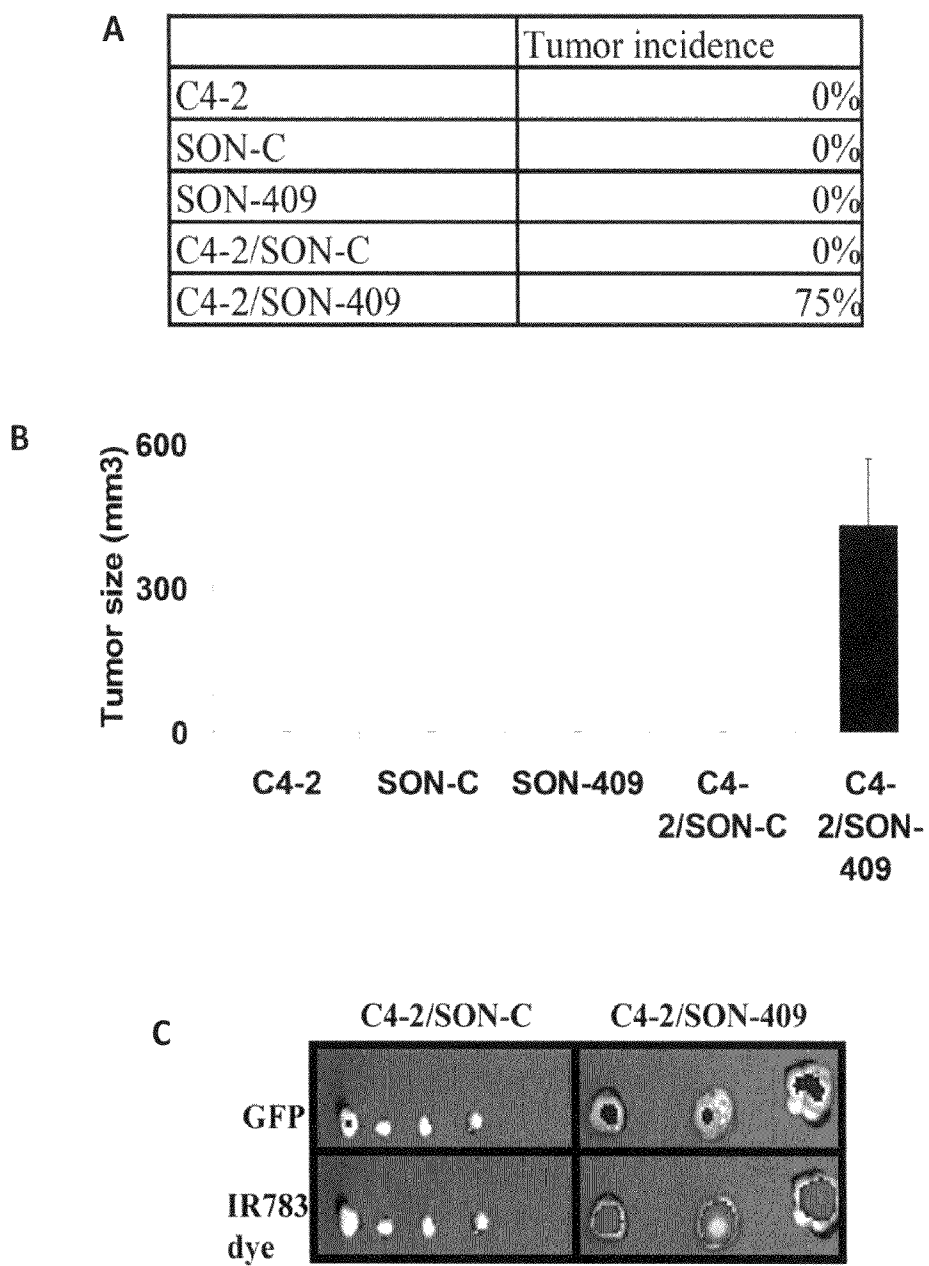 A
Tumor incidence
C4-2 0%
SON-C 0%
SON-409 0%
C4-2/SON-C 0%
C4-2/SON-409 75%
B
Tumor size (mm3)
600
300
0
C4-2 SON-C SON-409 C4- C4-
2/SON-C 2/SON-
409
C
C4-2/SON-C C4-2/SON-409
GFP
IR783
dye